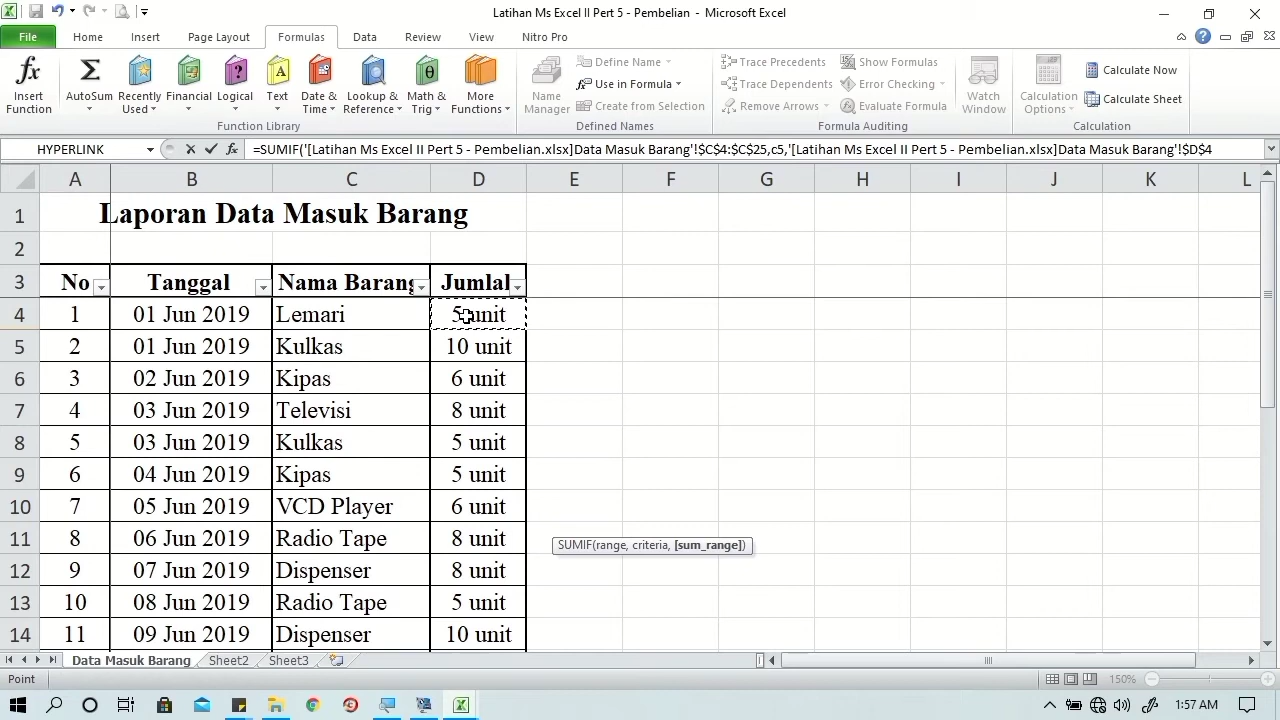 Latihan Ms Excel II Pert 5 - Pembelian - Microsoft Excel
File Home Insert Page Layout Formulas Data Review View Nitro Pro
Insert Function
AutoSum
Recently Used
Financial
Logical
Text
Date & Time
Lookup & Reference
Math & Trig
More Functions
Function Library
Name Manager
Define Name
Use in Formula
Create from Selection
Defined Names
Trace Precedents
Trace Dependents
Remove Arrows
Show Formulas
Error Checking
Evaluate Formula
Formula Auditing
Watch Window
Calculation Options
Calculate Now
Calculate Sheet
Calculation
HYPERLINK
=SUMIF('[Latihan Ms Excel II Pert 5 - Pembelian.xlsx]Data Masuk Barang'!$C$4:$C$25,c5,'[Latihan Ms Excel II Pert 5 - Pembelian.xlsx]Data Masuk Barang'!$D$4
A B C D E F G H I J K L
1 Laporan Data Masuk Barang
2
3 No Tanggal Nama Barang Jumlal
4 1 01 Jun 2019 Lemari 5 unit
5 2 01 Jun 2019 Kulkas 10 unit
6 3 02 Jun 2019 Kipas 6 unit
7 4 03 Jun 2019 Televisi 8 unit
8 5 03 Jun 2019 Kulkas 5 unit
9 6 04 Jun 2019 Kipas 5 unit
10 7 05 Jun 2019 VCD Player 6 unit
11 8 06 Jun 2019 Radio Tape 8 unit
SUMIF(range, criteria, [sum_range])
12 9 07 Jun 2019 Dispenser 8 unit
13 10 08 Jun 2019 Radio Tape 5 unit
14 11 09 Jun 2019 Dispenser 10 unit
Data Masuk Barang Sheet2 Sheet3
Point 150%
1:57 AM